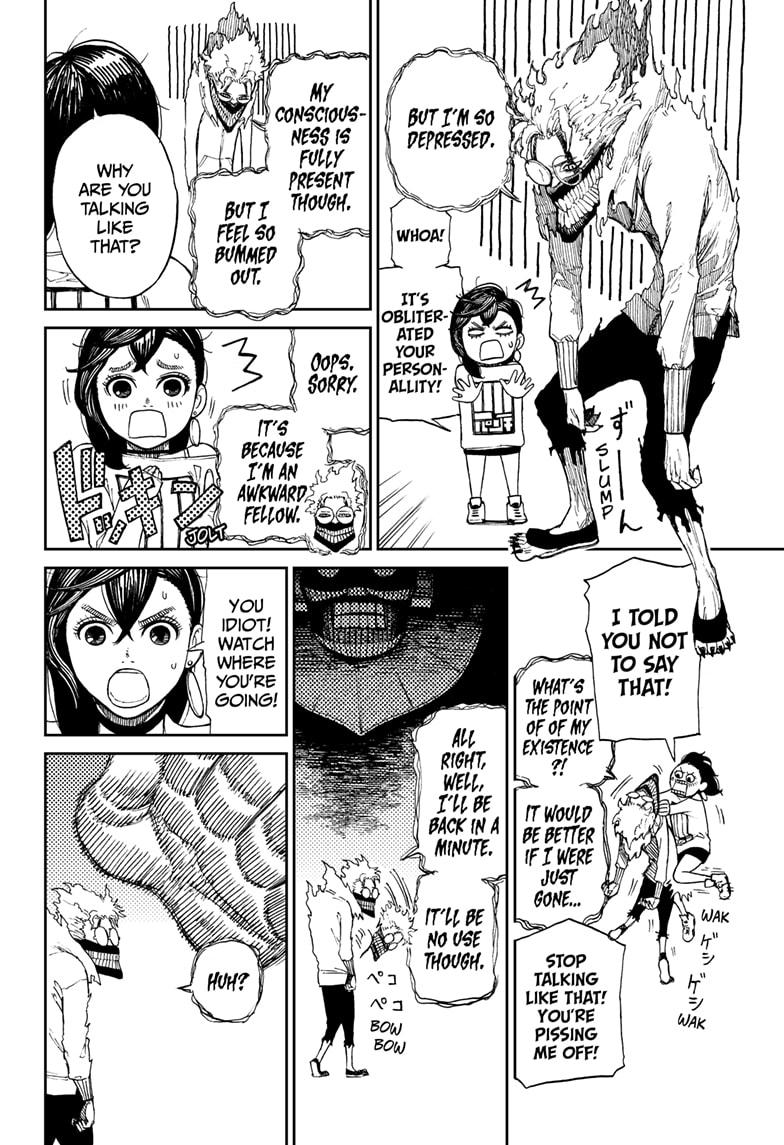 BUT I'M SO
DEPRESSED.
WHOA!
IT'S
OBLITER-
ATED
YOUR
PERSON-
ALLITY!
ずーーん
SLUMP
MY
CONSCIOUS-
NESS IS
FULLY
PRESENT
THOUGH.
BUT I
FEEL SO
BUMMED
OUT.
WHY
ARE YOU
TALKING
LIKE
THAT?
OOPS.
SORRY.
IT'S
BECAUSE
I'M AN
AWKWARD
FELLOW.
ドキン
JOLT
I TOLD
YOU NOT
TO SAY
THAT!
WHAT'S
THE POINT
OF OF MY
EXISTENCE
?!
IT WOULD
BE BETTER
IF I WERE
JUST
GONE...
WAK
ゲシ
ゲシ
WAK
STOP
TALKING
LIKE THAT!
YOU'RE
PISSING
ME OFF!
ALL
RIGHT,
WELL,
I'LL BE
BACK IN A
MINUTE.
IT'LL BE
NO USE
THOUGH.
ペコ
ペコ
BOW
BOW
YOU
IDIOT!
WATCH
WHERE
YOU'RE
GOING!
HUH?